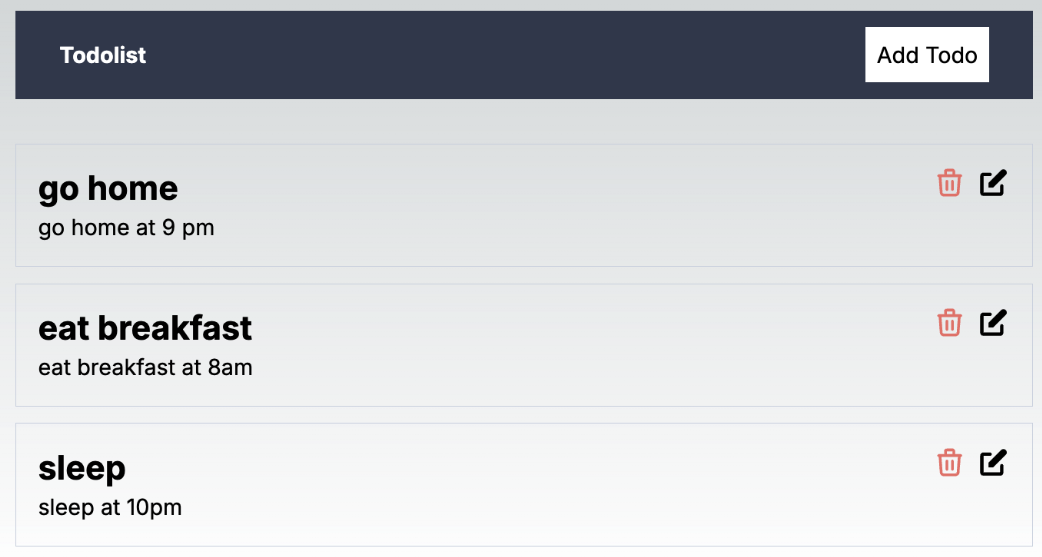 Todolist
Add Todo
go home
go home at 9 pm
eat breakfast
eat breakfast at 8am
sleep
sleep at 10pm